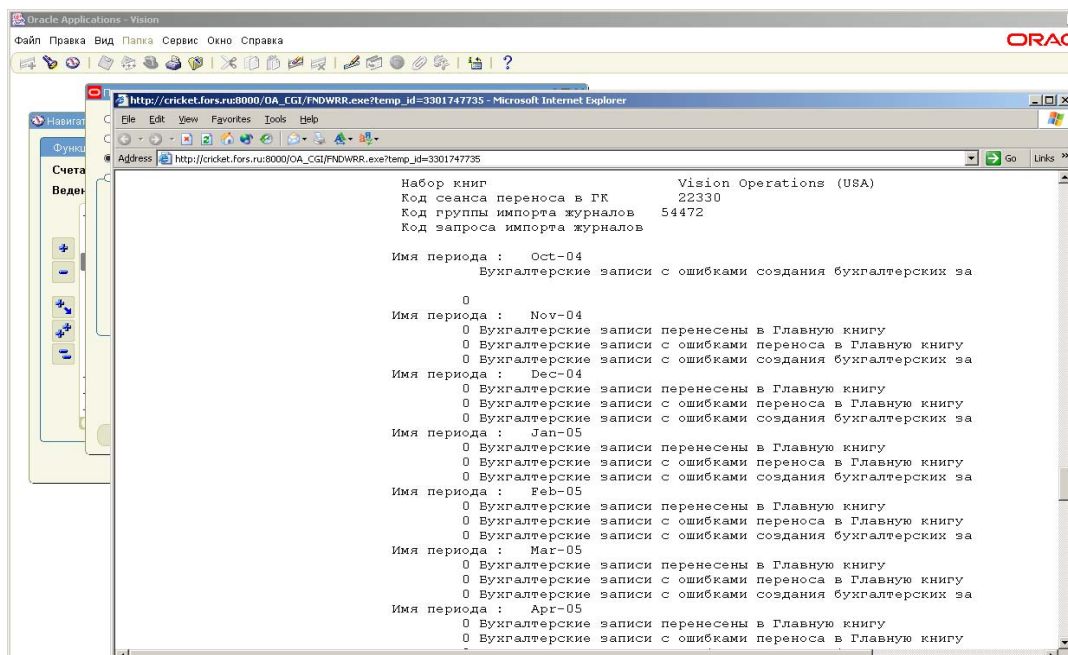 Oracle Applications - Vision
Файл Правка Вид Папка Сервис Окно Справка
ORAC
http://cricket.fors.ru:8000/OA_CGI/FNDWRR.exe?temp_id=3301747735 - Microsoft Internet Explorer
Навигат
File Edit View Favorites Tools Help
Функц
Address http://cricket.fors.ru:8000/OA_CGI/FNDWRR.exe?temp_id=3301747735 Go Links »
Счета
Веден
Набор книг Vision Operations (USA)
Код сеанса переноса в ГК 22330
Код группы импорта журналов 54472
Код запроса импорта журналов
Имя периода : Oct-04
Бухгалтерские записи с ошибками создания бухгалтерских за
0
Имя периода : Nov-04
0 Бухгалтерские записи перенесены в Главную книгу
0 Бухгалтерские записи с ошибками переноса в Главную книгу
0 Бухгалтерские записи с ошибками создания бухгалтерских за
Имя периода : Dec-04
0 Бухгалтерские записи перенесены в Главную книгу
0 Бухгалтерские записи с ошибками переноса в Главную книгу
0 Бухгалтерские записи с ошибками создания бухгалтерских за
Имя периода : Jan-05
0 Бухгалтерские записи перенесены в Главную книгу
0 Бухгалтерские записи с ошибками переноса в Главную книгу
0 Бухгалтерские записи с ошибками создания бухгалтерских за
Имя периода : Feb-05
0 Бухгалтерские записи перенесены в Главную книгу
0 Бухгалтерские записи с ошибками переноса в Главную книгу
0 Бухгалтерские записи с ошибками создания бухгалтерских за
Имя периода : Mar-05
0 Бухгалтерские записи перенесены в Главную книгу
0 Бухгалтерские записи с ошибками переноса в Главную книгу
0 Бухгалтерские записи с ошибками создания бухгалтерских за
Имя периода : Apr-05
0 Бухгалтерские записи перенесены в Главную книгу
0 Бухгалтерские записи с ошибками переноса в Главную книгу